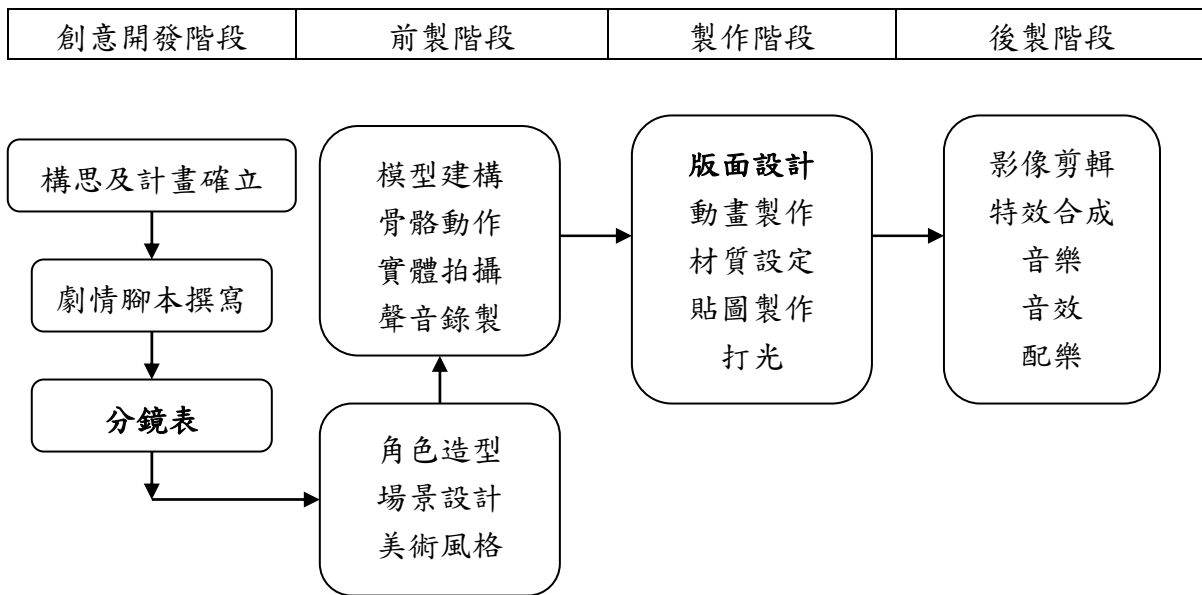 創意開發階段
前製階段
製作階段
後製階段
構思及計畫確立
劇情腳本撰寫
分鏡表
角色造型
場景設計
美術風格
模型建構
骨骼動作
實體拍攝
聲音錄製
版面設計
動畫製作
材質設定
貼圖製作
打光
影像剪輯
特效合成
音樂
音效
配樂